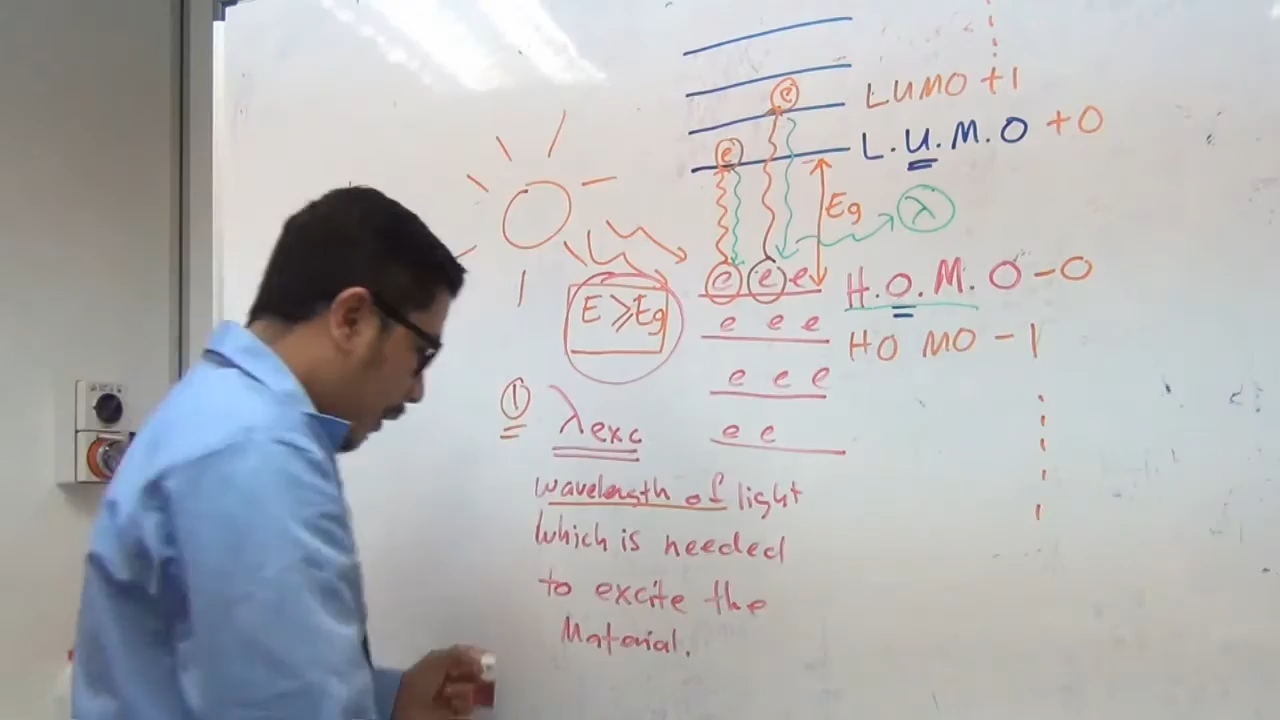 LUMO +1
L.U.M.O +0
e
e
Eg
λ
e e e
H.O.M.O -0
E ⩾ Eg
e e e
HO MO -1
e e e
① λexc
e e
wavelength of light
which is needed
to excite the
Material.